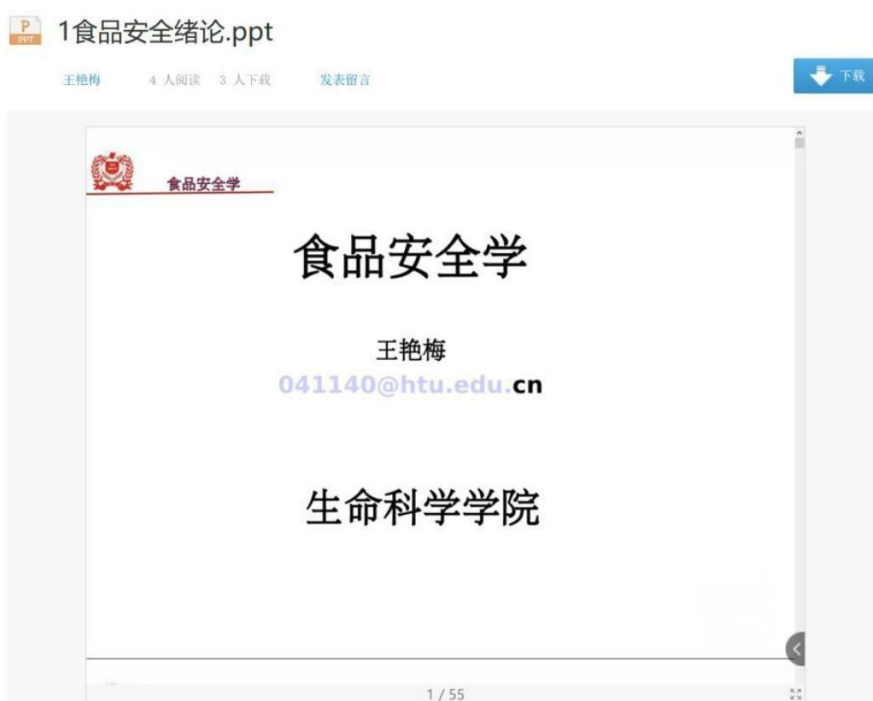 1食品安全绪论.ppt
王艳梅 4 人阅读 3 人下载 发表留言
下载
食品安全学
食品安全学
王艳梅
041140@htu.edu.cn
生命科学学院
1 / 55